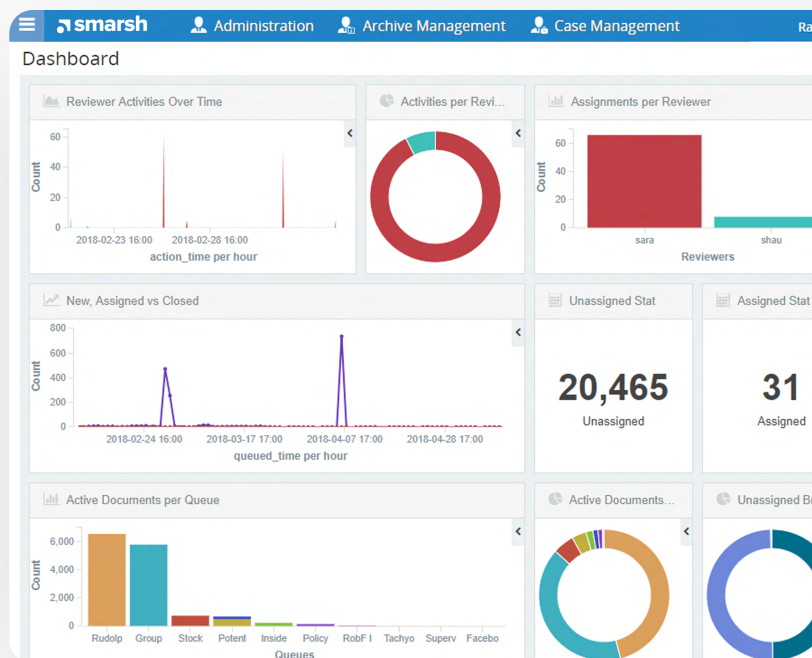 smarsh Administration Archive Management Case Management Ra
Dashboard
Reviewer Activities Over Time
Activities per Revi...
Assignments per Reviewer
60
40
20
0
Count
2018-02-23 16:00 2018-02-28 16:00
action_time per hour
60
40
20
0
Count
sara shau
Reviewers
New, Assigned vs Closed
Unassigned Stat
Assigned Stat
800
600
400
200
0
Count
2018-02-24 16:00 2018-03-17 17:00 2018-04-07 17:00 2018-04-28 17:00
queued_time per hour
20,465
Unassigned
31
Assigned
Active Documents per Queue
Active Documents...
Unassigned Br
6,000
4,000
2,000
0
Count
Rudolp Group Stock Potent Inside Policy RobF I Tachyo Superv Facebo
Queues